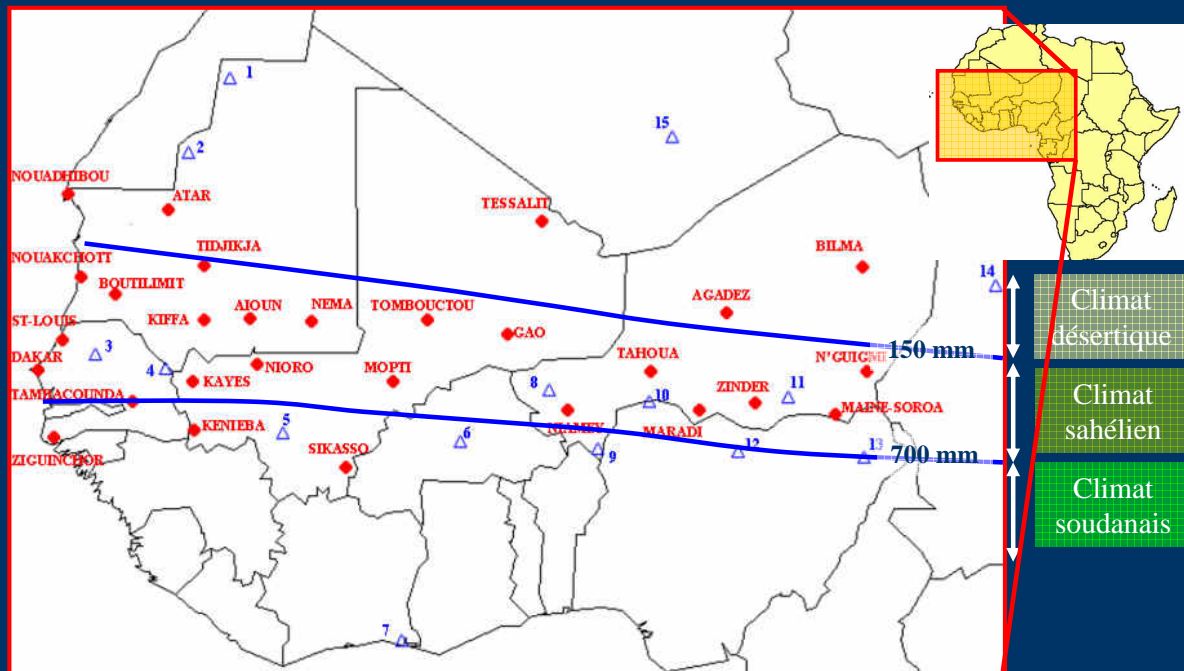 1
15
2
NOUADHIBOU
ATAR
TESSALIT
TIDJIKJA
BILMA
NOUAKCHOTT
BOUTILIMIT
14
Climat
désertique
AGADEZ
AIOUN
NEMA
TOMBOUCTOU
ST-LOUIS
KIFFA
GAO
150 mm
3
DAKAR
4
NIORO
MOPTI
TAHOUA
N'GUIGMI
KAYES
8
10
ZINDER
11
TAMBACOUNDA
Climat
sahélien
MAINE-SOROA
KENIEBA
5
6
NIAMEY
MARADI
12
13
ZIGUINCHOR
SIKASSO
9
700 mm
Climat
soudanais
7